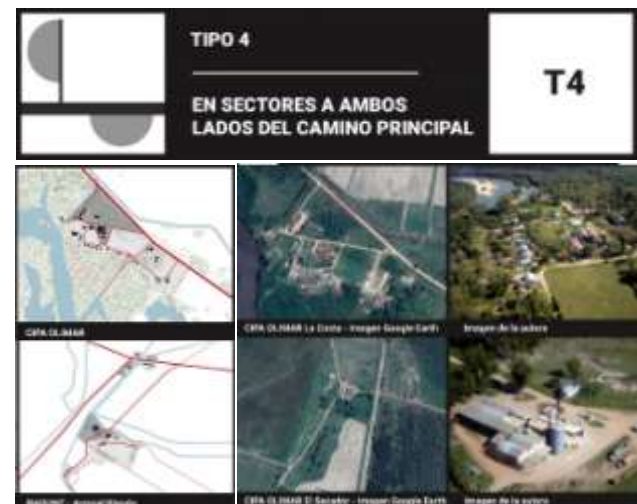 TIPO 4
EN SECTORES A AMBOS
LADOS DEL CAMINO PRINCIPAL
T4
CIPA OLIMAR
CIPA OLIMAR La Costa - Imagen Google Earth
Imagen de la autora
Arrozal
CIPA OLIMAR El Secador - Imagen Google Earth
Imagen de la autora